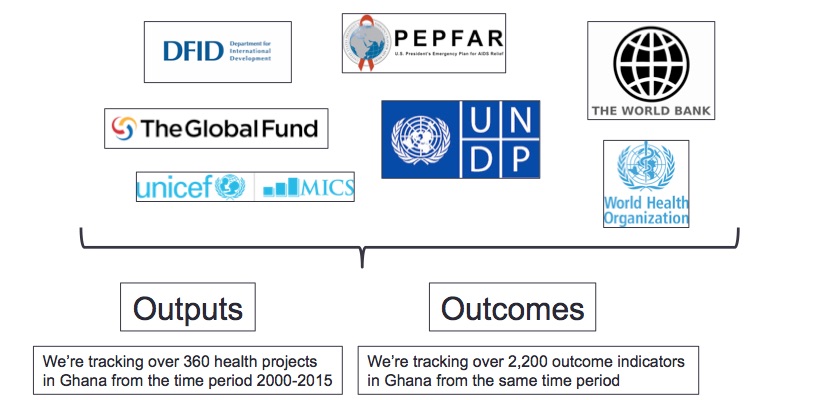 DFID
Department for
International
Development
PEPFAR
U.S. President's Emergency Plan for AIDS Relief
THE WORLD BANK
The Global Fund
UN
DP
unicef MICS
World Health
Organization
Outputs
Outcomes
We're tracking over 360 health projects
in Ghana from the time period 2000-2015
We're tracking over 2,200 outcome indicators
in Ghana from the same time period